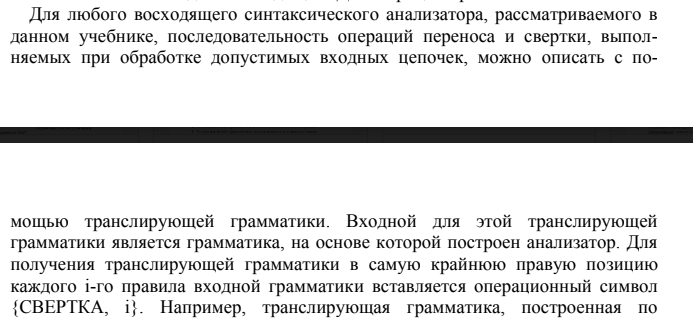 Для любого восходящего синтаксического анализатора, рассматриваемого в
данном учебнике, последовательность операций переноса и свертки, выпол-
няемых при обработке допустимых входных цепочек, можно описать с по-
мощью транслирующей грамматики. Входной для этой транслирующей
грамматики является грамматика, на основе которой построен анализатор. Для
получения транслирующей грамматики в самую крайнюю правую позицию
каждого i-го правила входной грамматики вставляется операционный символ
{СВЕРТКА, i}. Например, транслирующая грамматика, построенная по